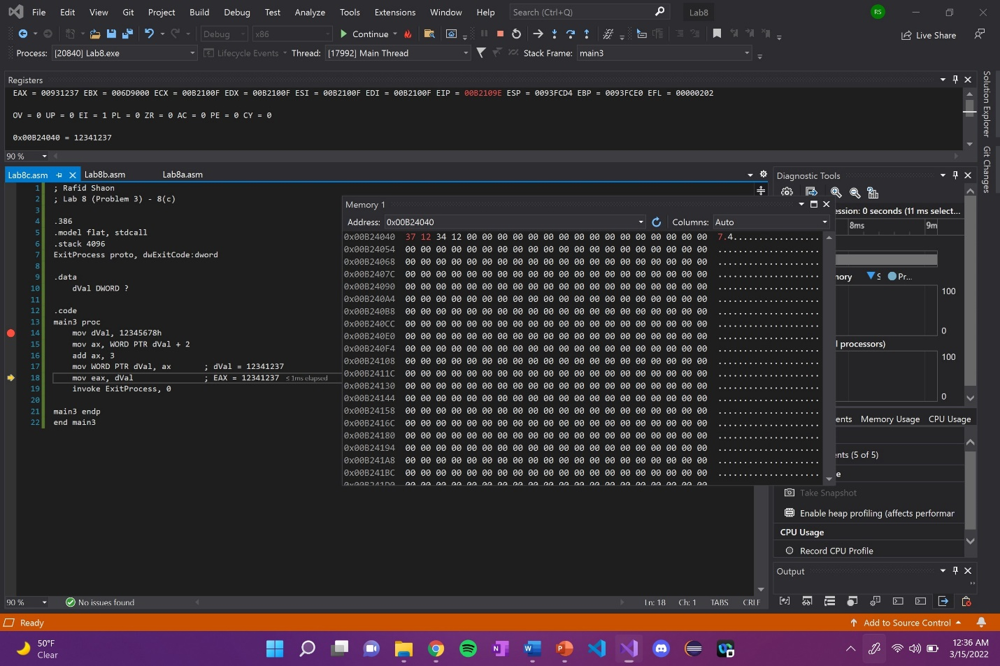 File Edit View Git Project Build Debug Test Analyze Tools Extensions Window Help Search (Ctrl+Q) Lab8 RS
Debug x86 Continue Live Share
Process: [20840] Lab8.exe Lifecycle Events Thread: [17992] Main Thread Stack Frame: main3
Registers
EAX = 00931237 EBX = 006D9000 ECX = 00B2100F EDX = 00B2100F ESI = 00B2100F EDI = 00B2100F EIP = 00B2109E ESP = 0093FCD4 EBP = 0093FCE0 EFL = 00000202
OV = 0 UP = 0 EI = 1 PL = 0 ZR = 0 AC = 0 PE = 0 CY = 0
0x00B24040 = 12341237
90 %
Solution Explorer
Git Changes
Lab8c.asm Lab8b.asm Lab8a.asm
1 ; Rafid Shaon
2 ; Lab 8 (Problem 3) - 8(c)
3
4 .386
5 .model flat, stdcall
6 .stack 4096
7 ExitProcess proto, dwExitCode:dword
8
9 .data
10 dVal DWORD ?
11
12 .code
13 main3 proc
14 mov dVal, 12345678h
15 mov ax, WORD PTR dVal + 2
16 add ax, 3
17 mov WORD PTR dVal, ax ; dVal = 12341237
18 mov eax, dVal ; EAX = 12341237 ≤ 1ms elapsed
19 invoke ExitProcess, 0
20
21 main3 endp
22 end main3
Memory 1
Address: 0x00B24040 Columns: Auto
0x00B24040 37 12 34 12 00 00 00 00 00 00 00 00 00 00 00 00 00 00 00 00 7.4.................
0x00B24054 00 00 00 00 00 00 00 00 00 00 00 00 00 00 00 00 00 00 00 00 ....................
0x00B24068 00 00 00 00 00 00 00 00 00 00 00 00 00 00 00 00 00 00 00 00 ....................
0x00B2407C 00 00 00 00 00 00 00 00 00 00 00 00 00 00 00 00 00 00 00 00 ....................
0x00B24090 00 00 00 00 00 00 00 00 00 00 00 00 00 00 00 00 00 00 00 00 ....................
0x00B240A4 00 00 00 00 00 00 00 00 00 00 00 00 00 00 00 00 00 00 00 00 ....................
0x00B240B8 00 00 00 00 00 00 00 00 00 00 00 00 00 00 00 00 00 00 00 00 ....................
0x00B240CC 00 00 00 00 00 00 00 00 00 00 00 00 00 00 00 00 00 00 00 00 ....................
0x00B240E0 00 00 00 00 00 00 00 00 00 00 00 00 00 00 00 00 00 00 00 00 ....................
0x00B240F4 00 00 00 00 00 00 00 00 00 00 00 00 00 00 00 00 00 00 00 00 ....................
0x00B24108 00 00 00 00 00 00 00 00 00 00 00 00 00 00 00 00 00 00 00 00 ....................
0x00B2411C 00 00 00 00 00 00 00 00 00 00 00 00 00 00 00 00 00 00 00 00 ....................
0x00B24130 00 00 00 00 00 00 00 00 00 00 00 00 00 00 00 00 00 00 00 00 ....................
0x00B24144 00 00 00 00 00 00 00 00 00 00 00 00 00 00 00 00 00 00 00 00 ....................
0x00B24158 00 00 00 00 00 00 00 00 00 00 00 00 00 00 00 00 00 00 00 00 ....................
0x00B2416C 00 00 00 00 00 00 00 00 00 00 00 00 00 00 00 00 00 00 00 00 ....................
0x00B24180 00 00 00 00 00 00 00 00 00 00 00 00 00 00 00 00 00 00 00 00 ....................
0x00B24194 00 00 00 00 00 00 00 00 00 00 00 00 00 00 00 00 00 00 00 00 ....................
0x00B241A8 00 00 00 00 00 00 00 00 00 00 00 00 00 00 00 00 00 00 00 00 ....................
0x00B241BC 00 00 00 00 00 00 00 00 00 00 00 00 00 00 00 00 00 00 00 00 ....................
0x00B241D0 00 00 00 00 00 00 00 00 00 00 00 00 00 00 00 00 00 00 00 00 ....................
Diagnostic Tools
ssion: 0 seconds (11 ms select...
8ms 9m
nory S Pr...
100
0
l processors)
100
0
ents Memory Usage CPU Usage
nts (5 of 5)
e
Take Snapshot
Enable heap profiling (affects performar
CPU Usage
Record CPU Profile
Output
90 % No issues found Ln: 18 Ch: 1 TABS CRLF
Ready Add to Source Control
50°F
Clear
12:36 AM
3/15/2022